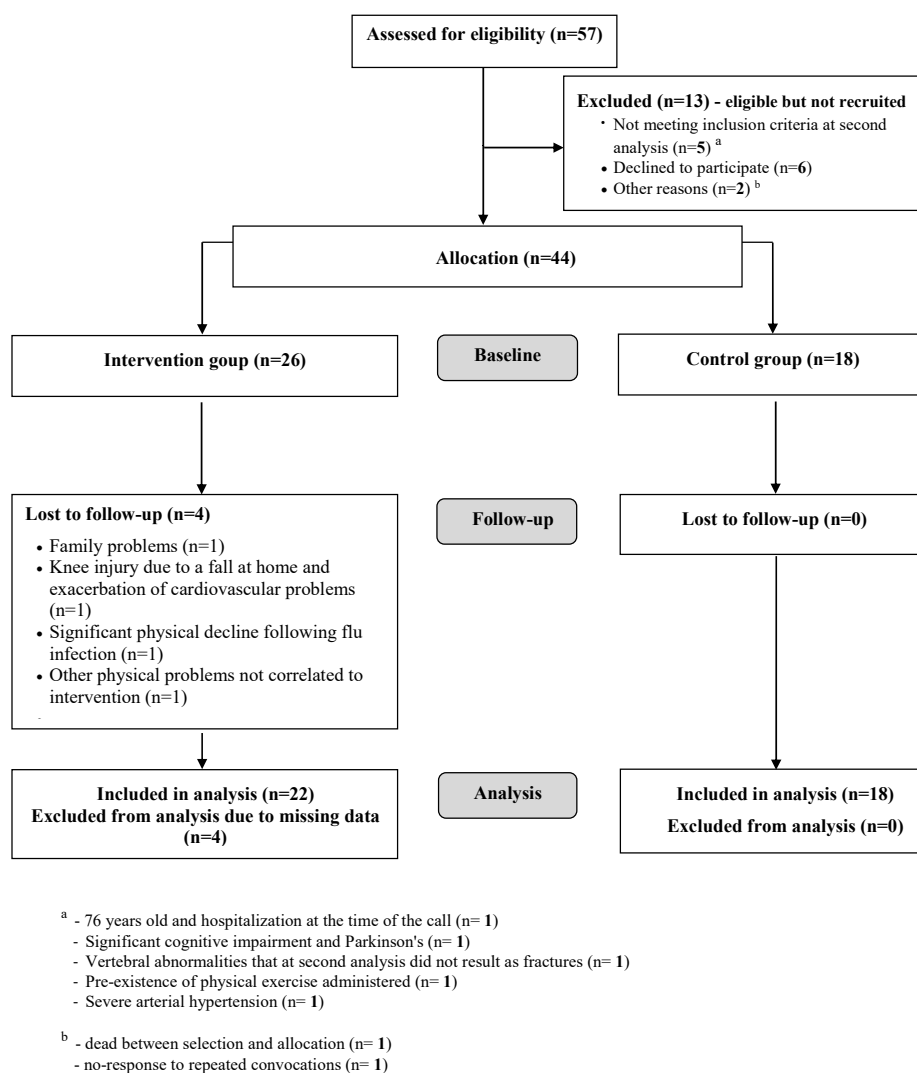 Assessed for eligibility (n=57)
Excluded (n=13) - eligible but not recruited
· Not meeting inclusion criteria at second
analysis (n=5) a
• Declined to participate (n=6)
• Other reasons (n=2) b
Allocation (n=44)
Intervention goup (n=26)
Baseline
Control group (n=18)
Lost to follow-up (n=4)
• Family problems (n=1)
• Knee injury due to a fall at home and
exacerbation of cardiovascular problems
(n=1)
• Significant physical decline following flu
infection (n=1)
• Other physical problems not correlated to
intervention (n=1)
Follow-up
Lost to follow-up (n=0)
Included in analysis (n=22)
Excluded from analysis due to missing data
(n=4)
Analysis
Included in analysis (n=18)
Excluded from analysis (n=0)
a - 76 years old and hospitalization at the time of the call (n= 1)
- Significant cognitive impairment and Parkinson's (n= 1)
- Vertebral abnormalities that at second analysis did not result as fractures (n= 1)
- Pre-existence of physical exercise administered (n= 1)
- Severe arterial hypertension (n= 1)
b - dead between selection and allocation (n= 1)
- no-response to repeated convocations (n= 1)